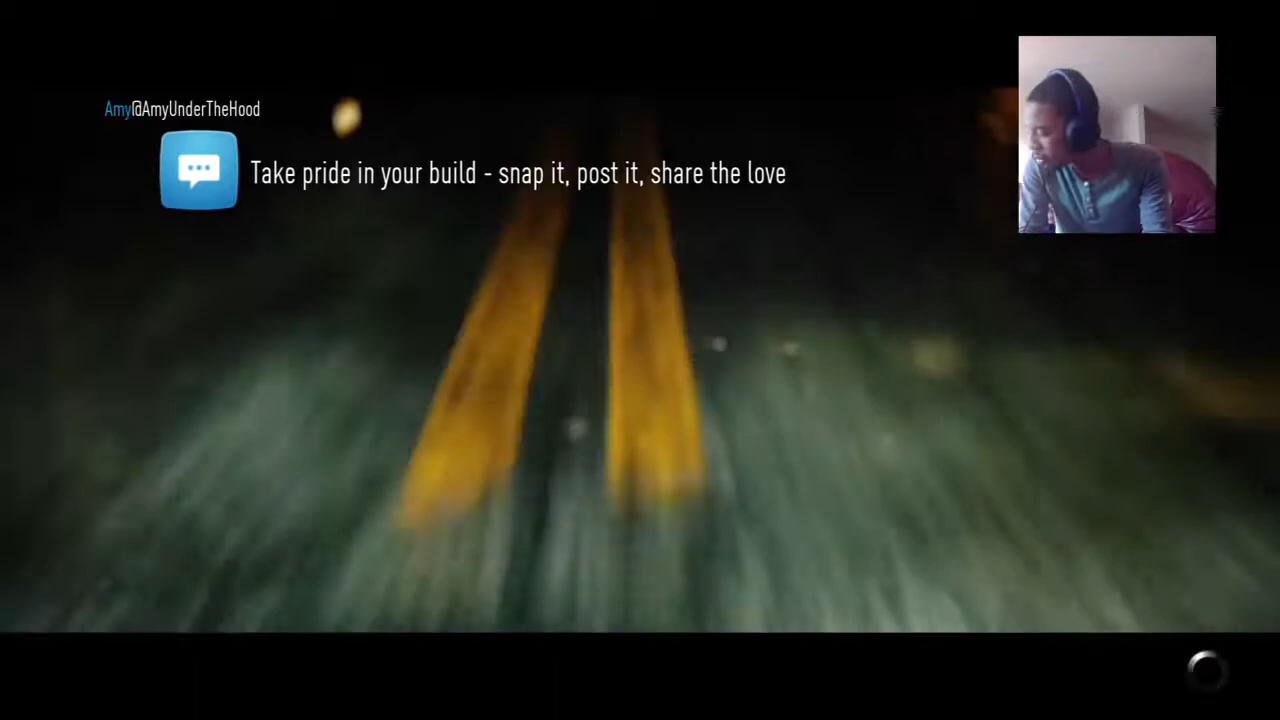 Amy@AmyUnderTheHood
Take pride in your build - snap it, post it, share the love